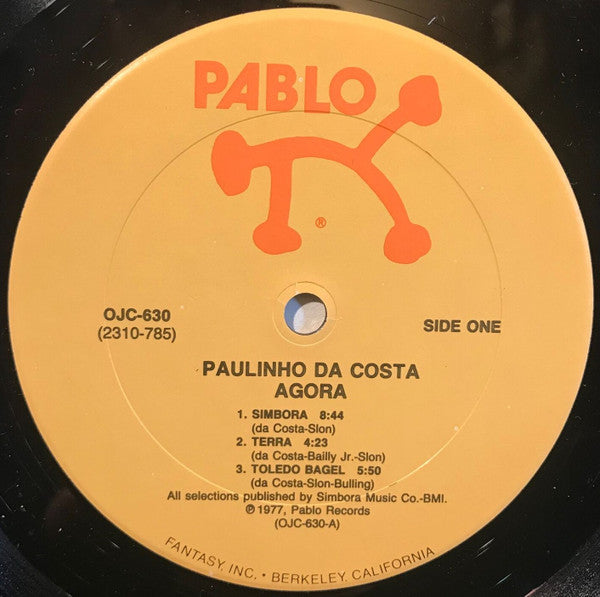 PABLO
®
OJC-630
(2310-785)
SIDE ONE
PAULINHO DA COSTA
AGORA
1. SIMBORA 8:44
(da Costa-Slon)
2. TERRA 4:23
(da Costa-Bailly Jr.-Slon)
3. TOLEDO BAGEL 5:50
(da Costa-Slon-Bulling)
All selections published by Simbora Music Co.-BMI.
℗ 1977, Pablo Records
(OJC-630-A)
FANTASY, INC. • BERKELEY, CALIFORNIA